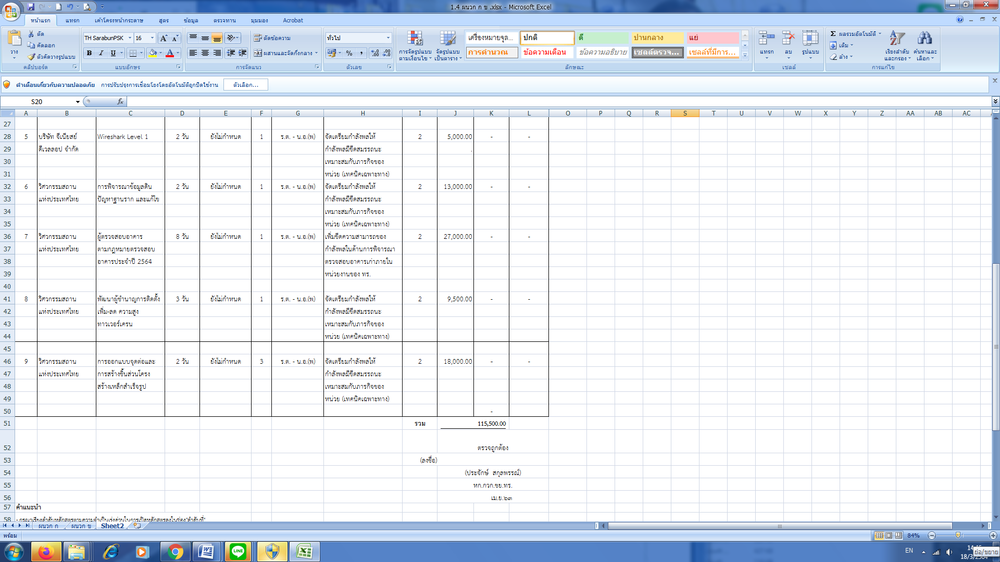 1.4 ผนวก ก ข .xlsx - Microsoft Excel
หน้าแรก แทรก เค้าโครงหน้ากระดาษ สูตร ข้อมูล ตรวจทาน มุมมอง Acrobat
วาง ตัด คัดลอก ตัวคัดวางรูปแบบ TH SarabunPSK 16 ตัดข้อความ ผสานและจัดกึ่งกลาง ทั่วไป
การจัดรูปแบบตามเงื่อนไข จัดรูปแบบเป็นตาราง เครื่องหมายจุล... ปกติ ดี ปานกลาง แย่
การคำนวณ ข้อความเตือน ข้อความอธิบาย เซลล์ตรวจ... เซลล์ที่มีการ...
แทรก ลบ รูปแบบ ผลรวมอัตโนมัติ เติม ล้าง เรียงลำดับและกรอง ค้นหาและเลือก
คลิปบอร์ด แบบอักษร การจัดแนว ตัวเลข ลักษณะ เซลล์ การแก้ไข
คำเตือนเกี่ยวกับความปลอดภัย การปรับปรุงการเชื่อมโยงโดยอัตโนมัติถูกปิดใช้งาน ตัวเลือก...
S20 fx
A B C D E F G H I J K L O P Q R S T U V W X Y Z AA AB AC
27
28 5 บริษัท จีเนียสย์ Wireshark Level 1 2 วัน ยังไม่กำหนด 1 ร.ต. - น.อ.(พ) จัดเตรียมกำลังพลให้ 2 5,000.00 - -
29 ดีเวลลอป จำกัด กำลังพลมีขีดสมรรถนะ .
30 เหมาะสมกับภารกิจของ
31 หน่วย (เทคนิคเฉพาะทาง)
32 6 วิศวกรรมสถาน การพิจารณาข้อมูลดิน 2 วัน ยังไม่กำหนด 1 ร.ต. - น.อ.(พ) จัดเตรียมกำลังพลให้ 2 13,000.00 - -
33 แห่งประเทศไทย ปัญหาฐานราก และแก้ไข กำลังพลมีขีดสมรรถนะ
34 เหมาะสมกับภารกิจของ
35 หน่วย (เทคนิคเฉพาะทาง)
36 7 วิศวกรรมสถาน ผู้ตรวจสอบอาคาร 8 วัน ยังไม่กำหนด 1 ร.ต. - น.อ.(พ) เพิ่มขีดความสามารถของ 2 27,000.00 - -
37 แห่งประเทศไทย ตามกฎหมายตรวจสอบ กำลังพลในด้านการพิจารณา
38 อาคารประจำปี 2564 ตรวจสอบอาคารเก่าภายใน
39 หน่วยงานของ ทร.
40
41 8 วิศวกรรมสถาน พัฒนาผู้ชำนาญการติดตั้ง 3 วัน ยังไม่กำหนด 1 ร.ต. - น.อ.(พ) จัดเตรียมกำลังพลให้ 2 9,500.00 - -
42 แห่งประเทศไทย เพิ่ม-ลด ความสูง กำลังพลมีขีดสมรรถนะ
43 ทาวเวอร์เครน เหมาะสมกับภารกิจของ
44 หน่วย (เทคนิคเฉพาะทาง)
45
46 9 วิศวกรรมสถาน การออกแบบจุดต่อและ 2 วัน ยังไม่กำหนด 3 ร.ต. - น.อ.(พ) จัดเตรียมกำลังพลให้ 2 18,000.00 - -
47 แห่งประเทศไทย การสร้างชิ้นส่วนโครง กำลังพลมีขีดสมรรถนะ
48 สร้างเหล็กสำเร็จรูป เหมาะสมกับภารกิจของ
49 หน่วย (เทคนิคเฉพาะทาง)
50 -
51 รวม 115,500.00
52 ตรวจถูกต้อง
53 (ลงชื่อ)
54 (ประจักษ์ สกุลพรรณ์)
55 หก.กวก.ขย.ทร.
56 เม.ย.๖๓
57 คำแนะนำ
58 - กรุณาเรียงลำดับหลักสูตรตามความจำเป็นเร่งด่วนในการเปิดหลักสูตรลงในช่อง"ลำดับที่"
ผนวก ก ผนวก ข Sheet2
พร้อม 84%
LINE EN
18/3/2564 ย่อ/ขยาย